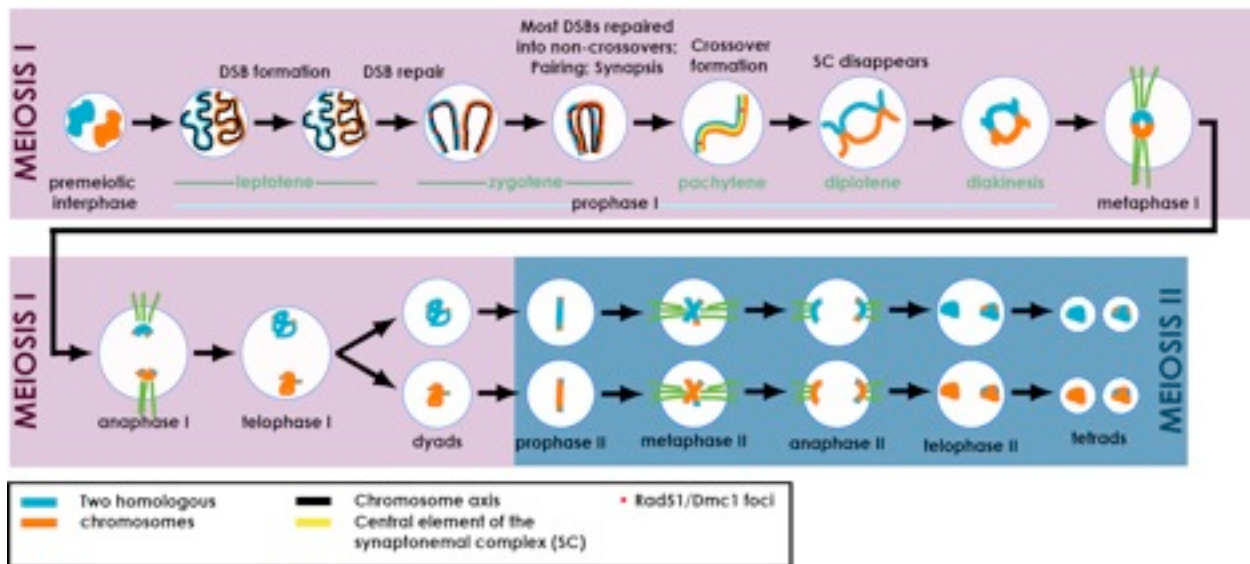 MEIOSIS I
Most DSBs repaired
into non-crossovers;
Pairing; Synapsis
Crossover
formation
DSB formation
DSB repair
SC disappears
premeiotic
interphase
leptotene
zygotene
pachytene
diplotene
diakinesis
prophase I
metaphase I
MEIOSIS I
MEIOSIS II
anaphase I
telophase I
dyads
prophase II
metaphase II
anaphase II
telophase II
tetrads
Two homologous
chromosomes
Chromosome axis
Central element of the
synaptonemal complex (SC)
Rad51/Dmc1 foci